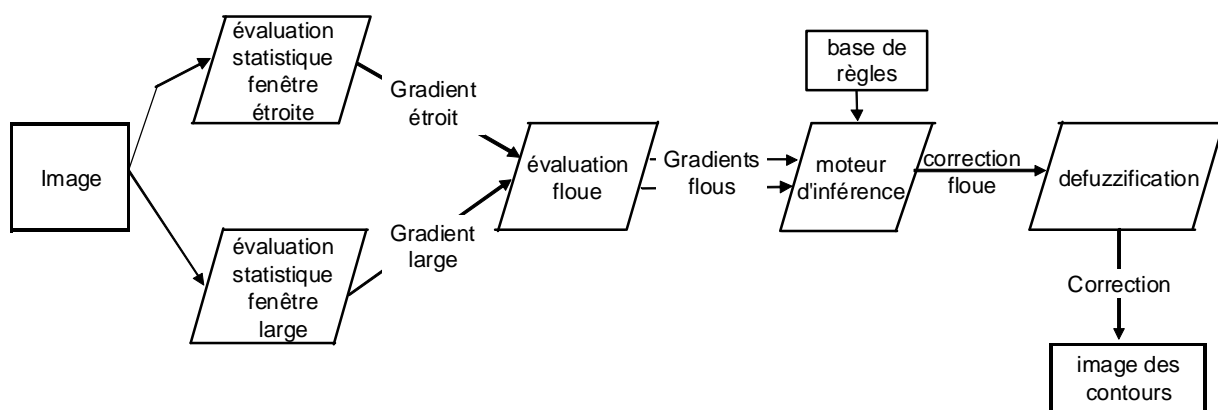 Image
évaluation
statistique
fenêtre
étroite
Gradient
étroit
évaluation
statistique
fenêtre
large
Gradient
large
évaluation
floue
Gradients
flous
base de
règles
moteur
d'inférence
correction
floue
defuzzification
Correction
image des
contours